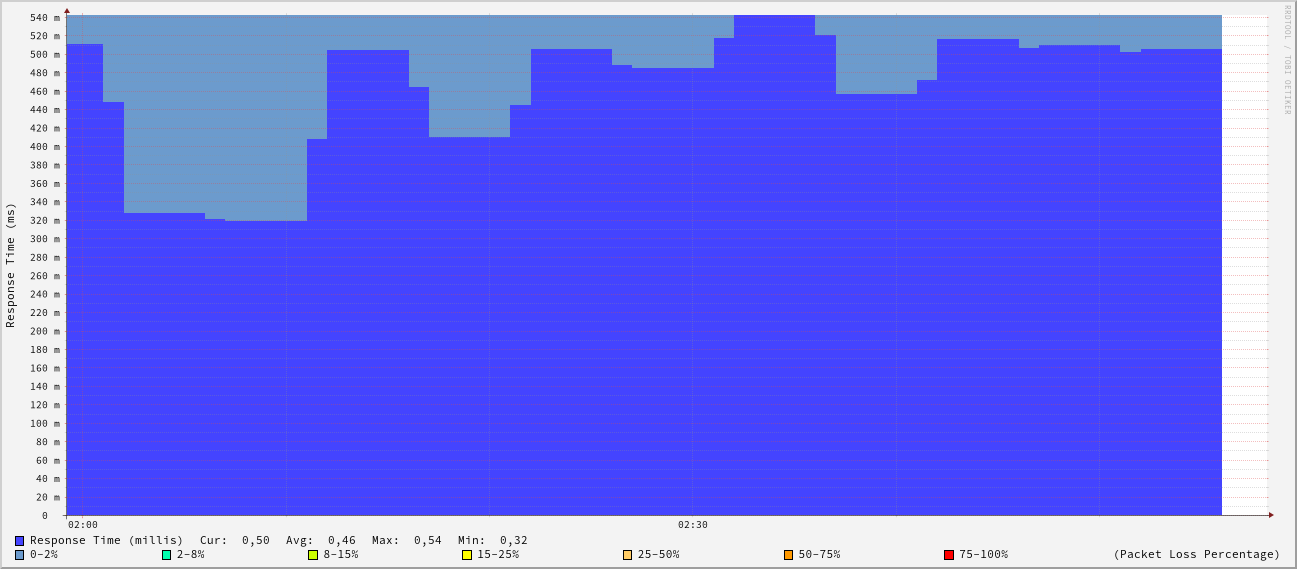 RRDTOOL / TOBI OETIKER
Response Time (ms)
540 m
520 m
500 m
480 m
460 m
440 m
420 m
400 m
380 m
360 m
340 m
320 m
300 m
280 m
260 m
240 m
220 m
200 m
180 m
160 m
140 m
120 m
100 m
80 m
60 m
40 m
20 m
0
02:00 02:30
Response Time (millis) Cur: 0,50 Avg: 0,46 Max: 0,54 Min: 0,32
0-2% 2-8% 8-15% 15-25% 25-50% 50-75% 75-100% (Packet Loss Percentage)